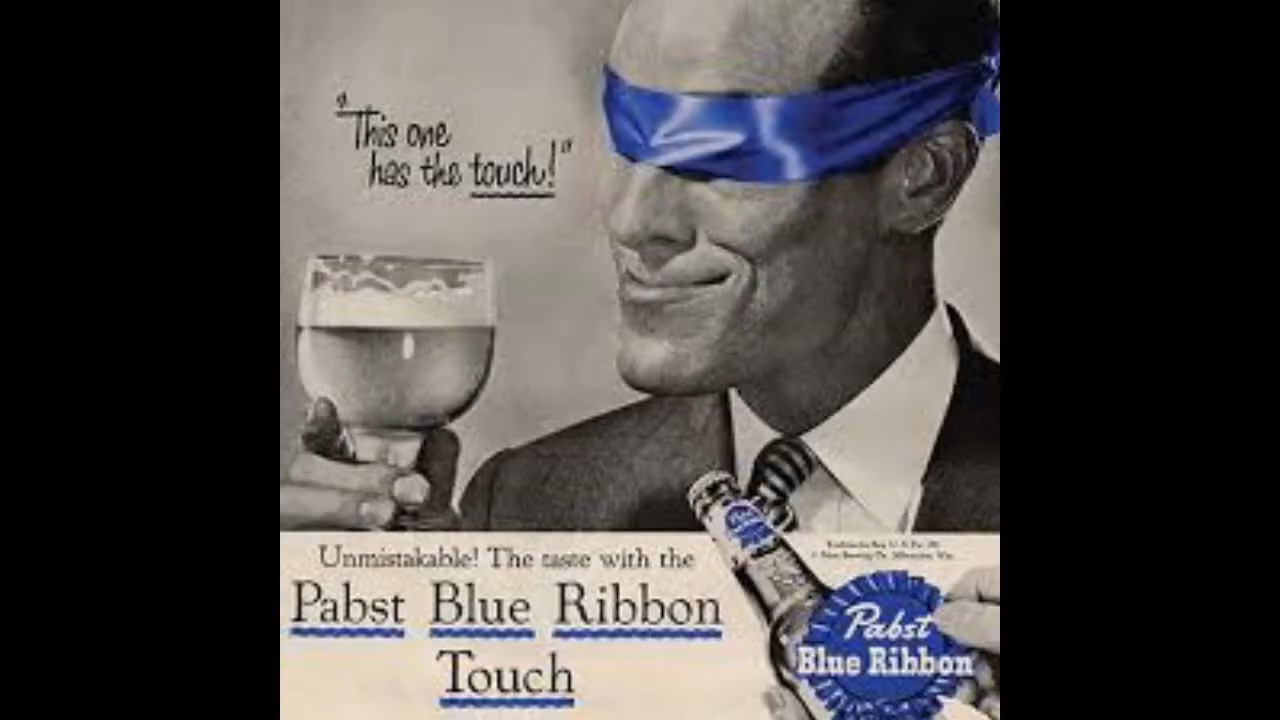 "This one
has the touch!"
Unmistakable! The taste with the
Pabst Blue Ribbon
Touch
Pabst
Blue Ribbon